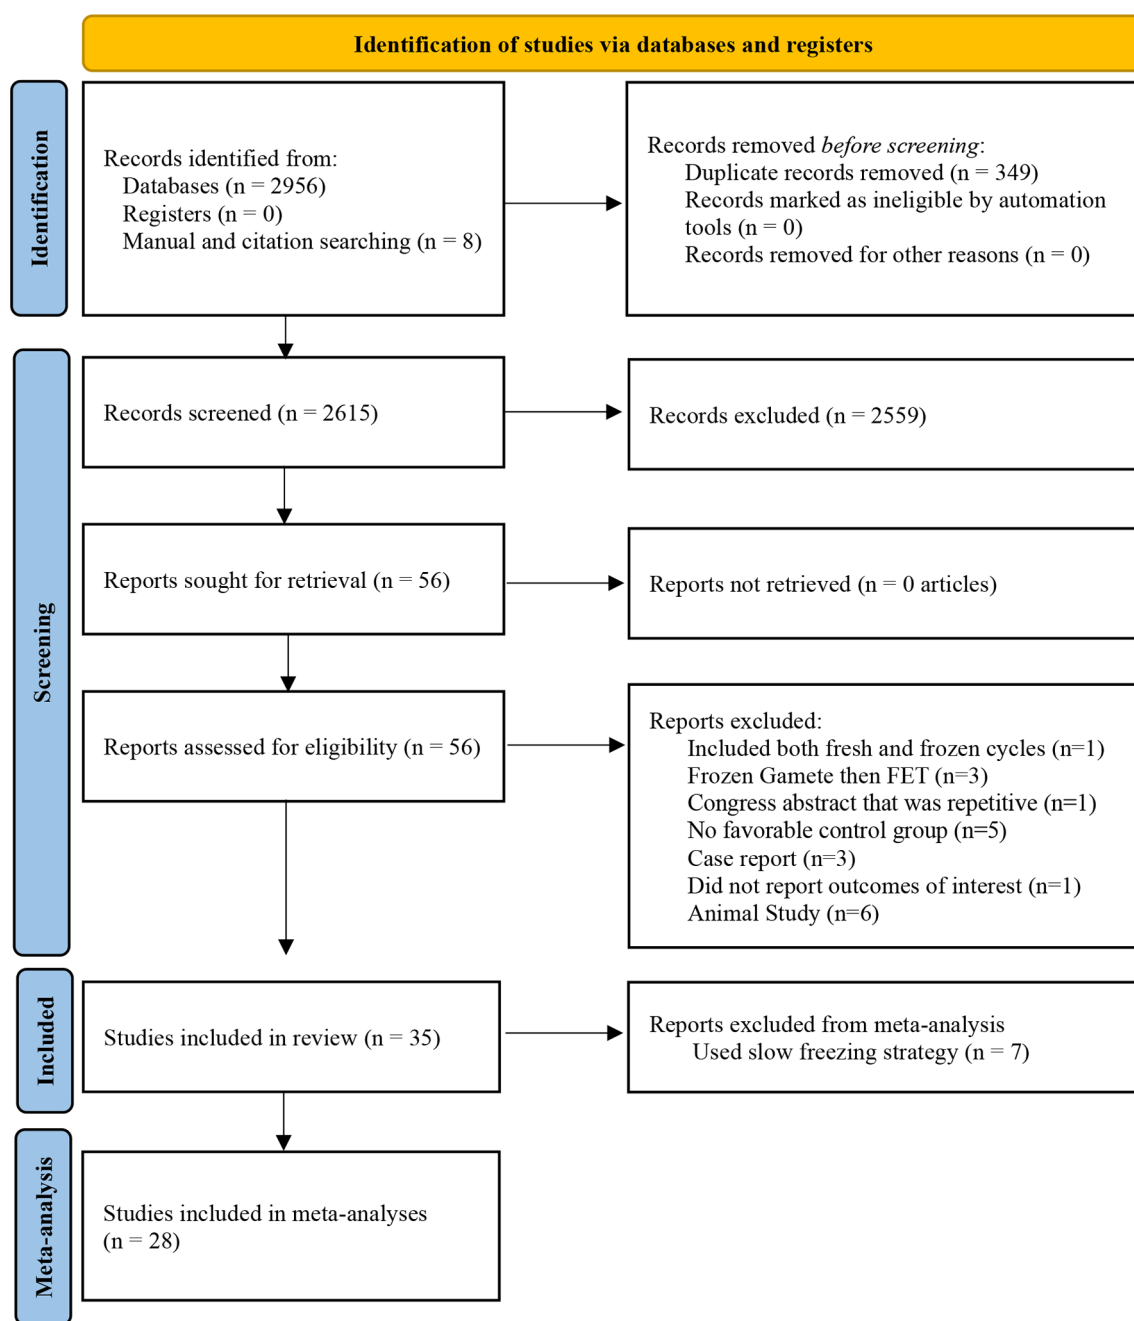 Identification of studies via databases and registers
Identification
Records identified from:
Databases (n = 2956)
Registers (n = 0)
Manual and citation searching (n = 8)
Records removed before screening:
Duplicate records removed (n = 349)
Records marked as ineligible by automation
tools (n = 0)
Records removed for other reasons (n = 0)
Screening
Records screened (n = 2615)
Records excluded (n = 2559)
Reports sought for retrieval (n = 56)
Reports not retrieved (n = 0 articles)
Reports assessed for eligibility (n = 56)
Reports excluded:
Included both fresh and frozen cycles (n=1)
Frozen Gamete then FET (n=3)
Congress abstract that was repetitive (n=1)
No favorable control group (n=5)
Case report (n=3)
Did not report outcomes of interest (n=1)
Animal Study (n=6)
Included
Studies included in review (n = 35)
Reports excluded from meta-analysis
Used slow freezing strategy (n = 7)
Meta-analysis
Studies included in meta-analyses
(n = 28)